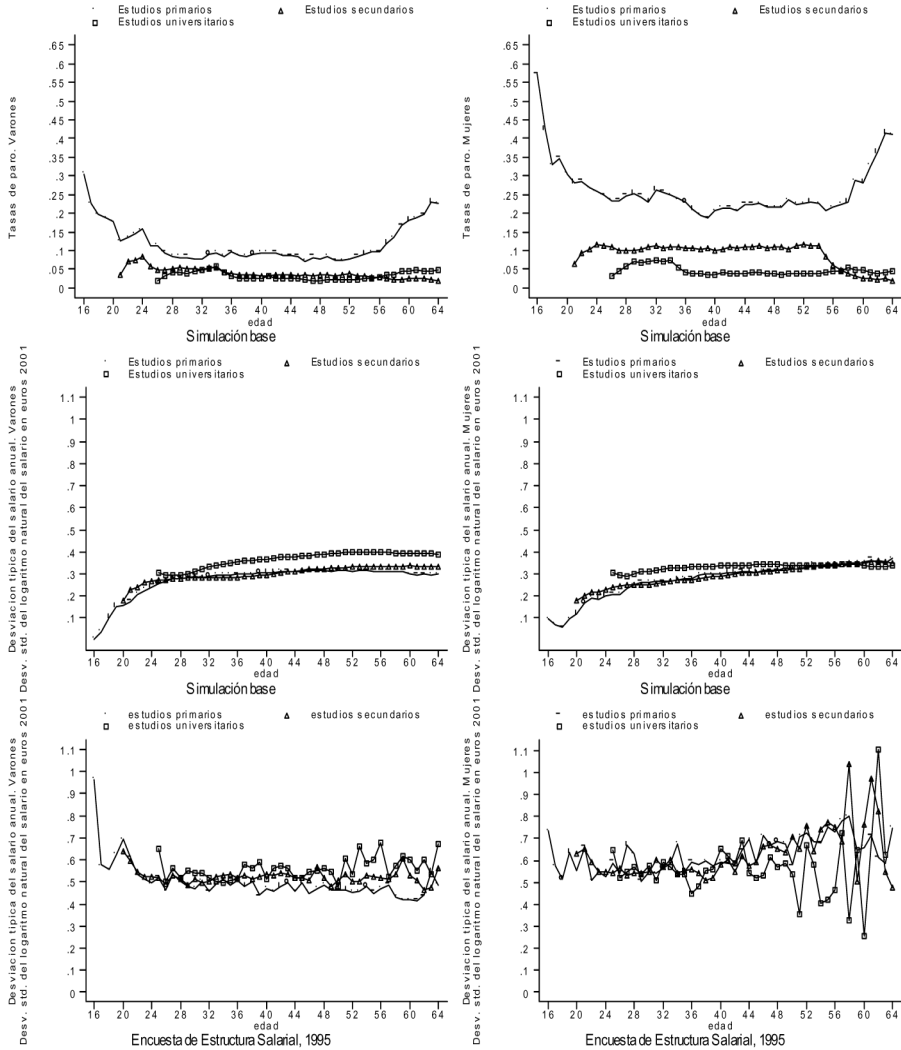 Estudios primarios Estudios secundarios
Estudios universitarios
Tasas de paro. Varones
.65
.6
.55
.5
.45
.4
.35
.3
.25
.2
.15
.1
.05
0
16 20 24 28 32 36 40 44 48 52 56 60 64
edad
Simulación base
Estudios primarios Estudios secundarios
Estudios universitarios
Tasas de paro. Mujeres
.65
.6
.55
.5
.45
.4
.35
.3
.25
.2
.15
.1
.05
0
16 20 24 28 32 36 40 44 48 52 56 60 64
edad
Simulación base
Estudios primarios Estudios secundarios
Estudios universitarios
Desviacion tipica del salario anual. Varones
Desv. std. del logaritmo natural del salario en euros 2001
1.1
1
.9
.8
.7
.6
.5
.4
.3
.2
.1
16 20 24 28 32 36 40 44 48 52 56 60 64
edad
Simulación base
Estudios primarios Estudios secundarios
Estudios universitarios
Desviacion tipica del salario anual. Mujeres
Desv. std. del logaritmo natural del salario en euros 2001
1.1
1
.9
.8
.7
.6
.5
.4
.3
.2
.1
16 20 24 28 32 36 40 44 48 52 56 60 64
edad
Simulación base
estudios primarios estudios secundarios
estudios universitarios
Desviacion tipica del salario anual. Varones
Desv. std. del logaritmo natural del salario en euros 2001
1.1
1
.9
.8
.7
.6
.5
.4
.3
.2
.1
0
16 20 24 28 32 36 40 44 48 52 56 60 64
edad
Encuesta de Estructura Salarial, 1995
estudios primarios estudios secundarios
estudios universitarios
Desviacion tipica del salario anual. Mujeres
Desv. std. del logaritmo natural del salario en euros 2001
1.1
1
.9
.8
.7
.6
.5
.4
.3
.2
.1
0
16 20 24 28 32 36 40 44 48 52 56 60 64
edad
Encuesta de Estructura Salarial, 1995